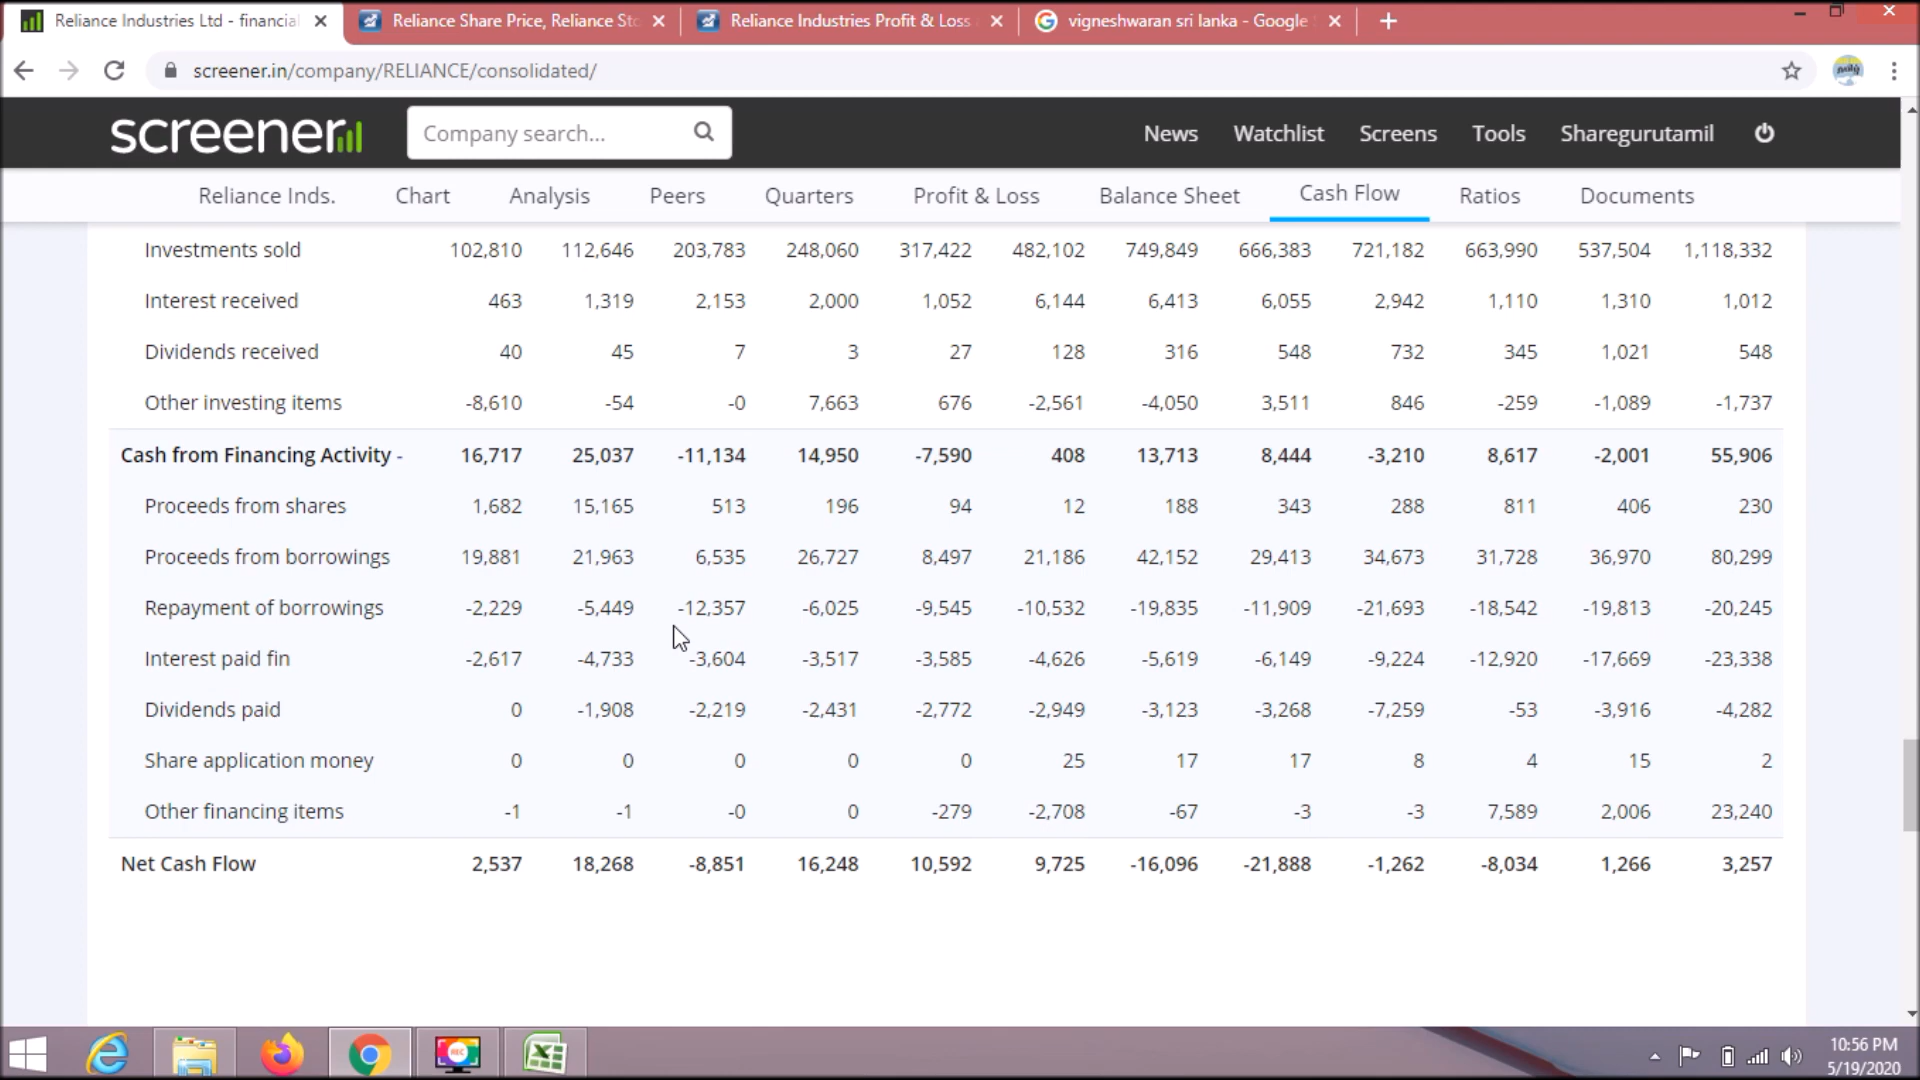 Reliance Industries Ltd - financial
Reliance Share Price, Reliance Sto
Reliance Industries Profit & Loss
vigneshwaran sri lanka - Google
screener.in/company/RELIANCE/consolidated/
screener
Company search...
News Watchlist Screens Tools Sharegurutamil
Reliance Inds. Chart Analysis Peers Quarters Profit & Loss Balance Sheet Cash Flow Ratios Documents
Investments sold 102,810 112,646 203,783 248,060 317,422 482,102 749,849 666,383 721,182 663,990 537,504 1,118,332
Interest received 463 1,319 2,153 2,000 1,052 6,144 6,413 6,055 2,942 1,110 1,310 1,012
Dividends received 40 45 7 3 27 128 316 548 732 345 1,021 548
Other investing items -8,610 -54 -0 7,663 676 -2,561 -4,050 3,511 846 -259 -1,089 -1,737
Cash from Financing Activity - 16,717 25,037 -11,134 14,950 -7,590 408 13,713 8,444 -3,210 8,617 -2,001 55,906
Proceeds from shares 1,682 15,165 513 196 94 12 188 343 288 811 406 230
Proceeds from borrowings 19,881 21,963 6,535 26,727 8,497 21,186 42,152 29,413 34,673 31,728 36,970 80,299
Repayment of borrowings -2,229 -5,449 -12,357 -6,025 -9,545 -10,532 -19,835 -11,909 -21,693 -18,542 -19,813 -20,245
Interest paid fin -2,617 -4,733 -3,604 -3,517 -3,585 -4,626 -5,619 -6,149 -9,224 -12,920 -17,669 -23,338
Dividends paid 0 -1,908 -2,219 -2,431 -2,772 -2,949 -3,123 -3,268 -7,259 -53 -3,916 -4,282
Share application money 0 0 0 0 0 25 17 17 8 4 15 2
Other financing items -1 -1 -0 0 -279 -2,708 -67 -3 -3 7,589 2,006 23,240
Net Cash Flow 2,537 18,268 -8,851 16,248 10,592 9,725 -16,096 -21,888 -1,262 -8,034 1,266 3,257
REC
10:56 PM
5/19/2020